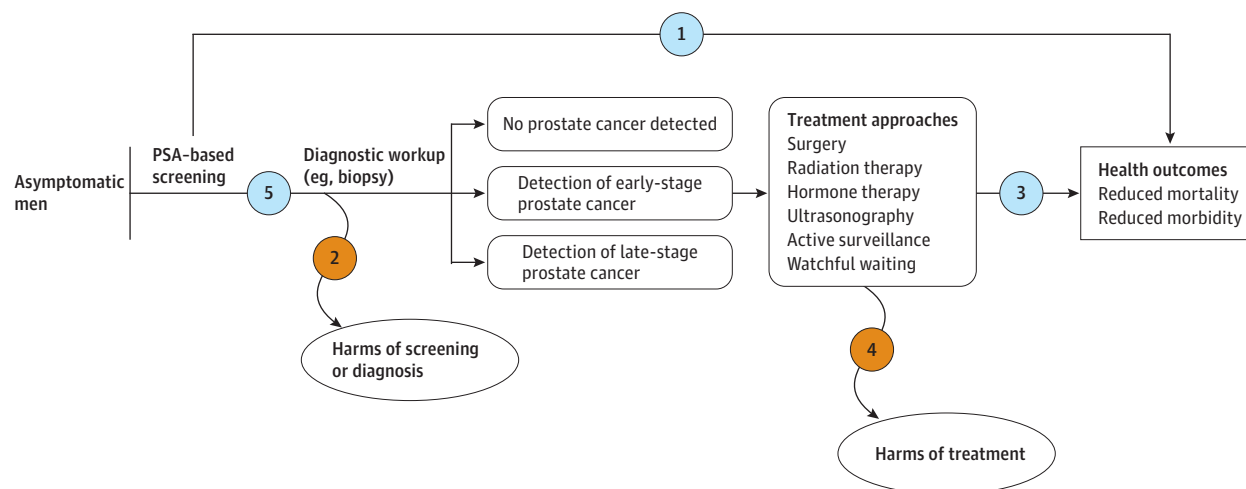 1
Asymptomatic
men
PSA-based
screening
5
Diagnostic workup
(eg, biopsy)
2
Harms of screening
or diagnosis
No prostate cancer detected
Detection of early-stage
prostate cancer
Detection of late-stage
prostate cancer
Treatment approaches
Surgery
Radiation therapy
Hormone therapy
Ultrasonography
Active surveillance
Watchful waiting
4
Harms of treatment
3
Health outcomes
Reduced mortality
Reduced morbidity